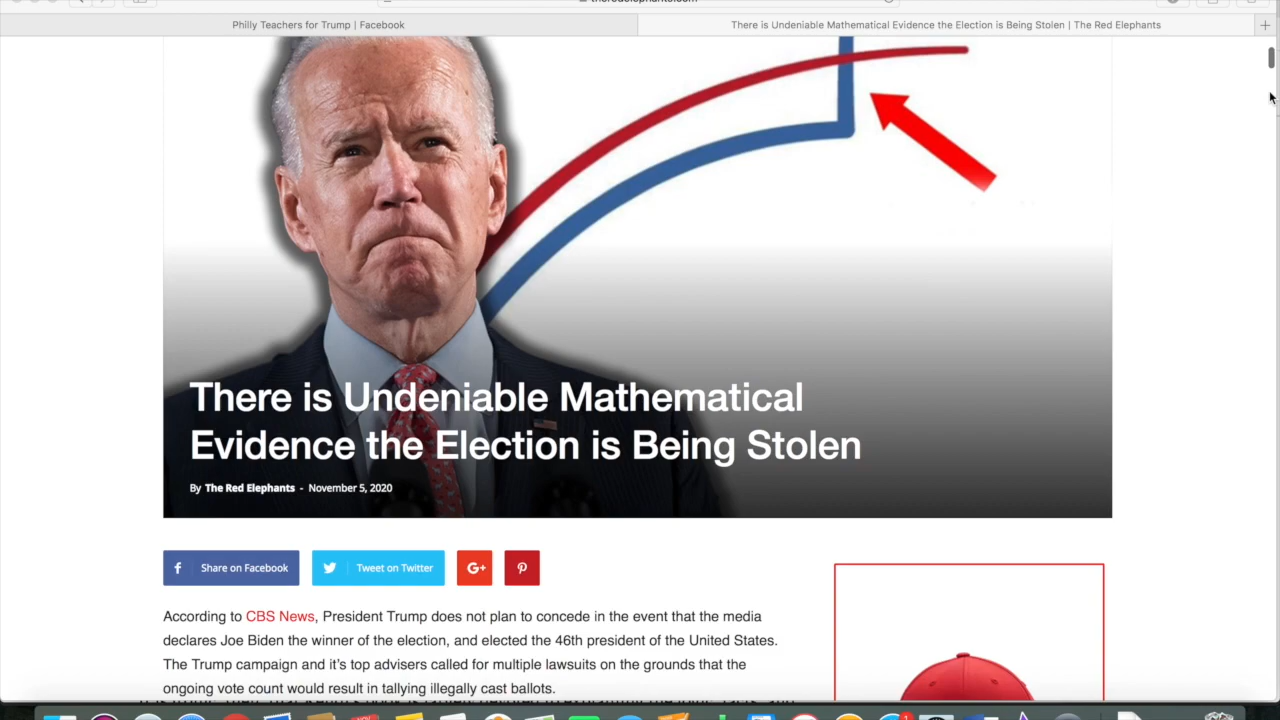 Philly Teachers for Trump | Facebook
There is Undeniable Mathematical Evidence the Election is Being Stolen | The Red Elephants
There is Undeniable Mathematical
Evidence the Election is Being Stolen
By The Red Elephants - November 5, 2020
Share on Facebook
Tweet on Twitter
G+
According to CBS News, President Trump does not plan to concede in the event that the media
declares Joe Biden the winner of the election, and elected the 46th president of the United States.
The Trump campaign and it's top advisers called for multiple lawsuits on the grounds that the
ongoing vote count would result in tallying illegally cast ballots.